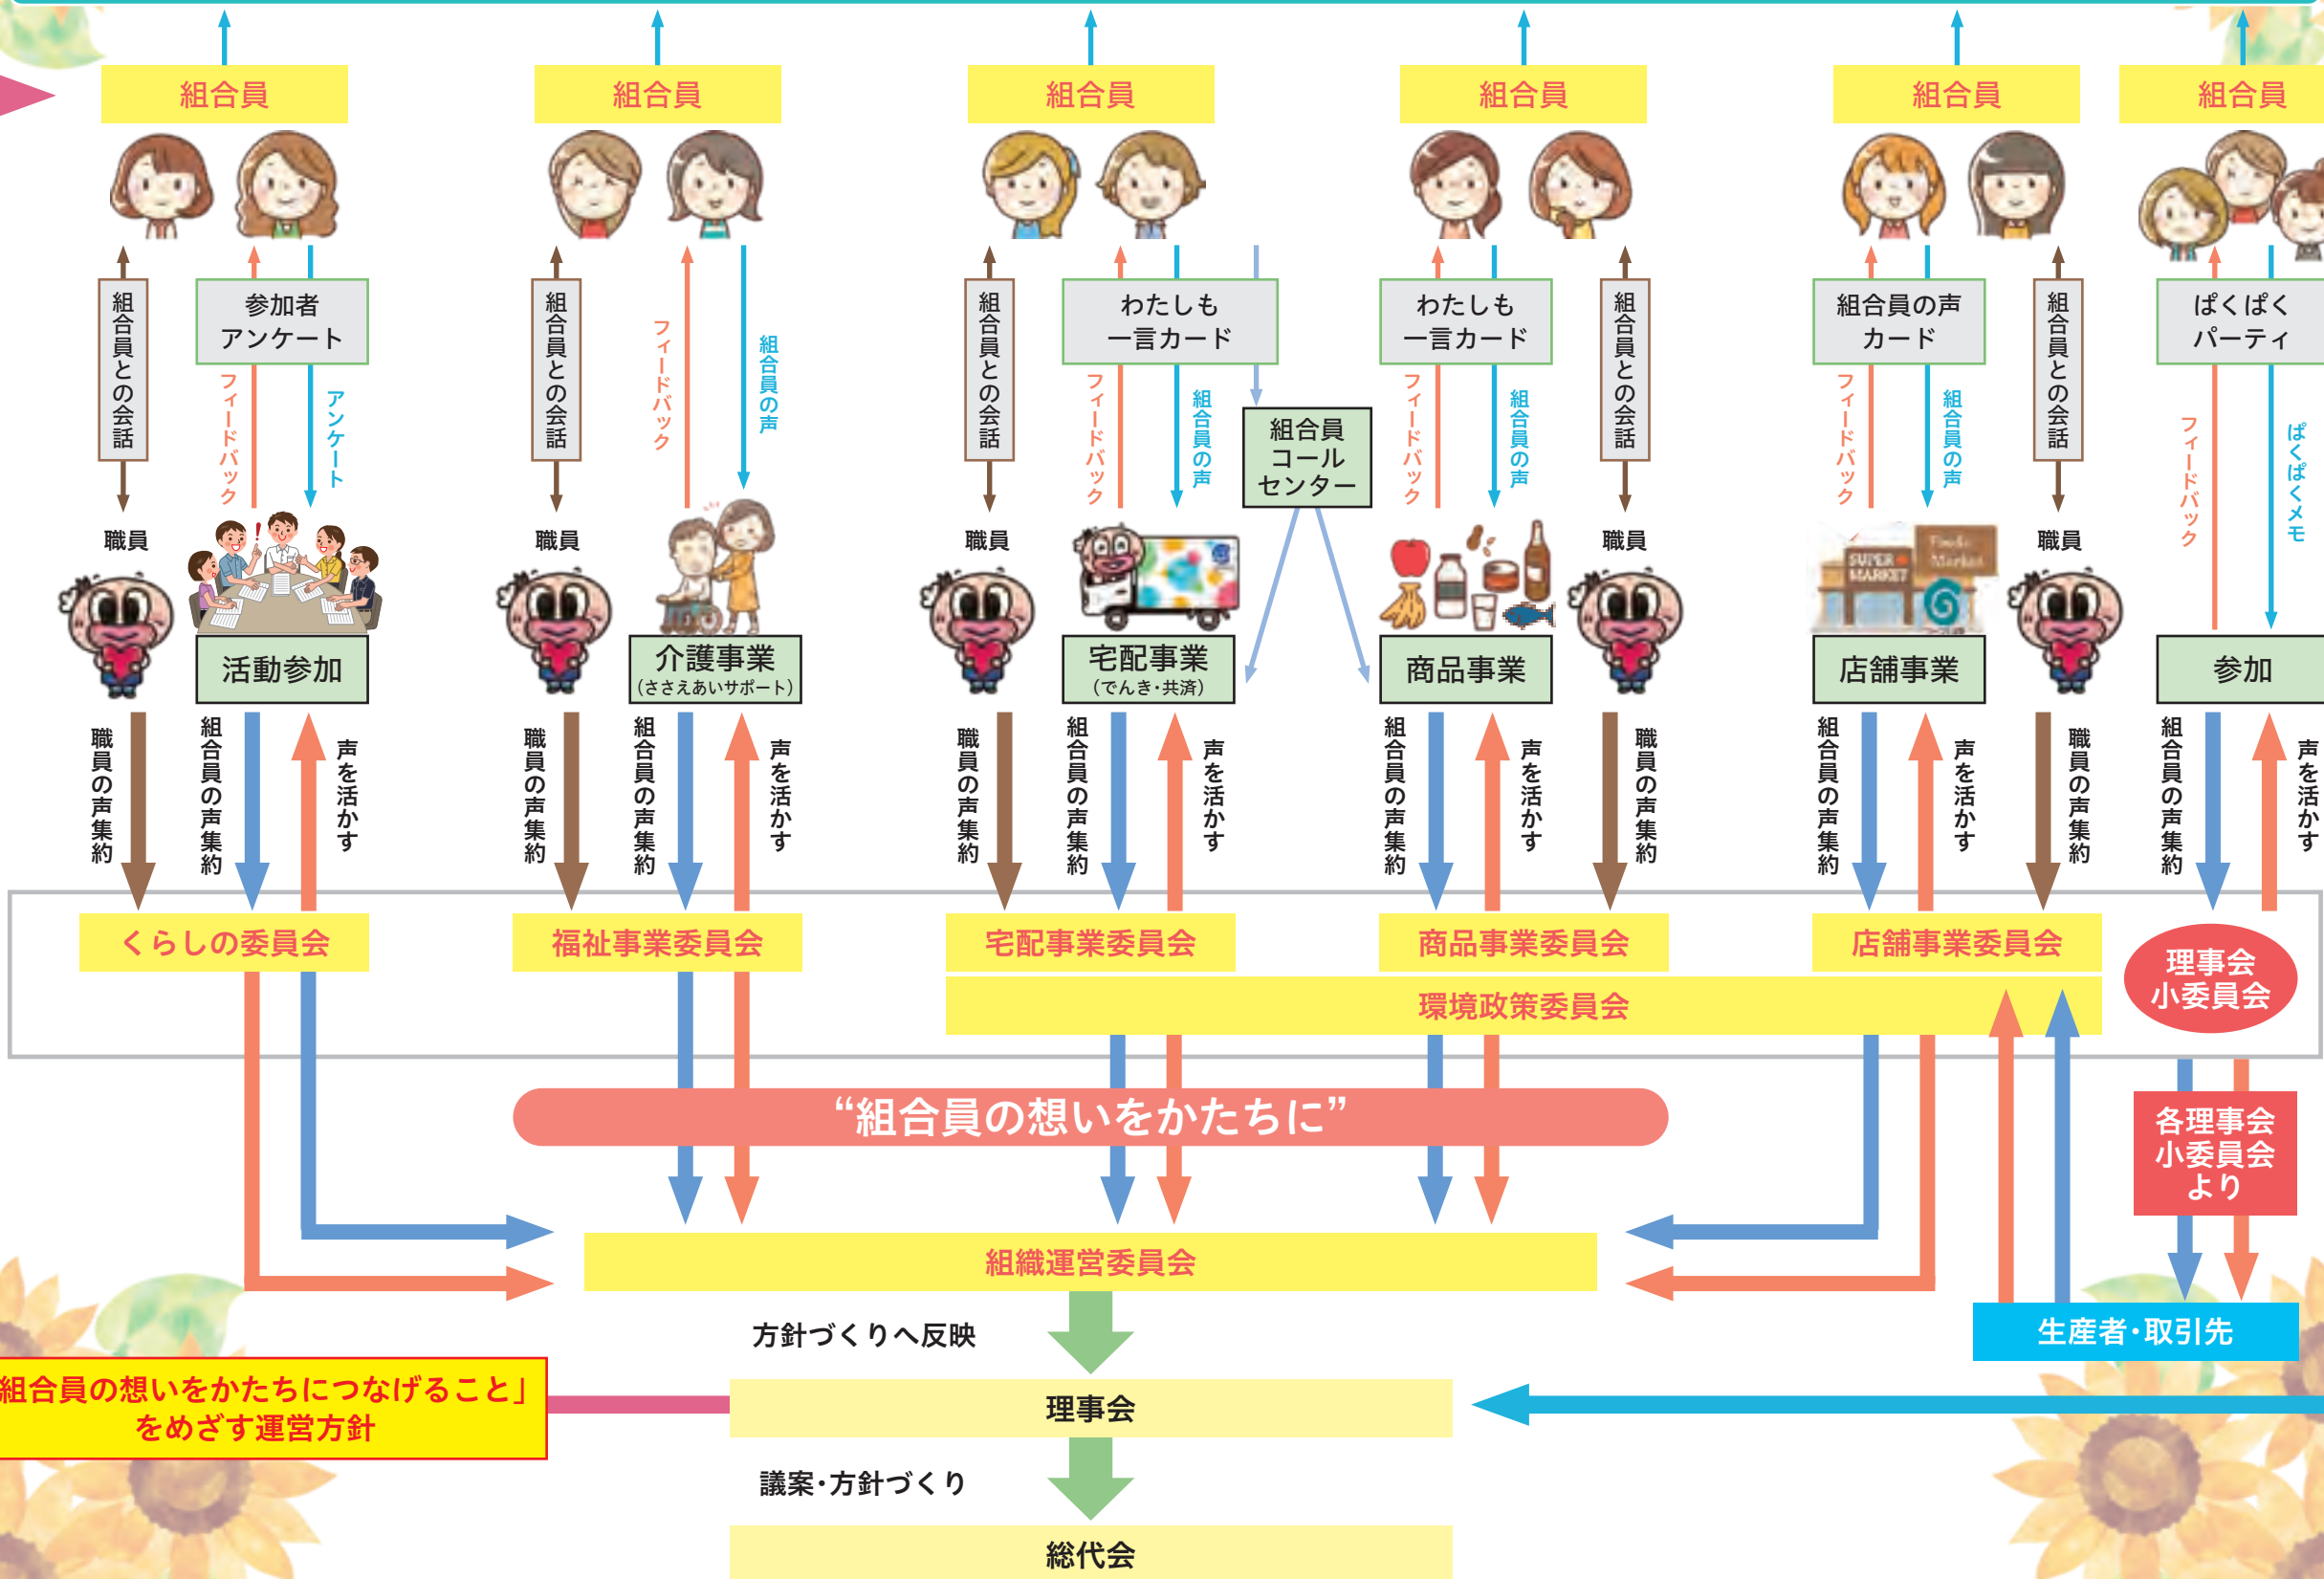 組合員
組合員
組合員
組合員
組合員
組合員
組合員との会話
参加者
アンケート
フィードバック
アンケート
組合員との会話
フィードバック
組合員の声
組合員との会話
わたしも
一言カード
フィードバック
組合員の声
組合員
コール
センター
わたしも
一言カード
フィードバック
組合員の声
組合員との会話
組合員の声
カード
フィードバック
組合員の声
組合員との会話
ぱくぱく
パーティ
フィードバック
ぱくぱくメモ
職員
職員
職員
職員
職員
SUPER
MARKET
Foods
Market
活動参加
介護事業
(ささえあいサポート)
宅配事業
(でんき・共済)
商品事業
店舗事業
参加
職員の声集約
組合員の声集約
声を活かす
職員の声集約
組合員の声集約
声を活かす
職員の声集約
組合員の声集約
声を活かす
組合員の声集約
声を活かす
職員の声集約
組合員の声集約
声を活かす
職員の声集約
組合員の声集約
声を活かす
くらしの委員会
福祉事業委員会
宅配事業委員会
商品事業委員会
店舗事業委員会
理事会
小委員会
環境政策委員会
“組合員の想いをかたちに”
各理事会
小委員会
より
組織運営委員会
生産者・取引先
方針づくりへ反映
組合員の想いをかたちにつなげること」
をめざす運営方針
理事会
議案・方針づくり
総代会